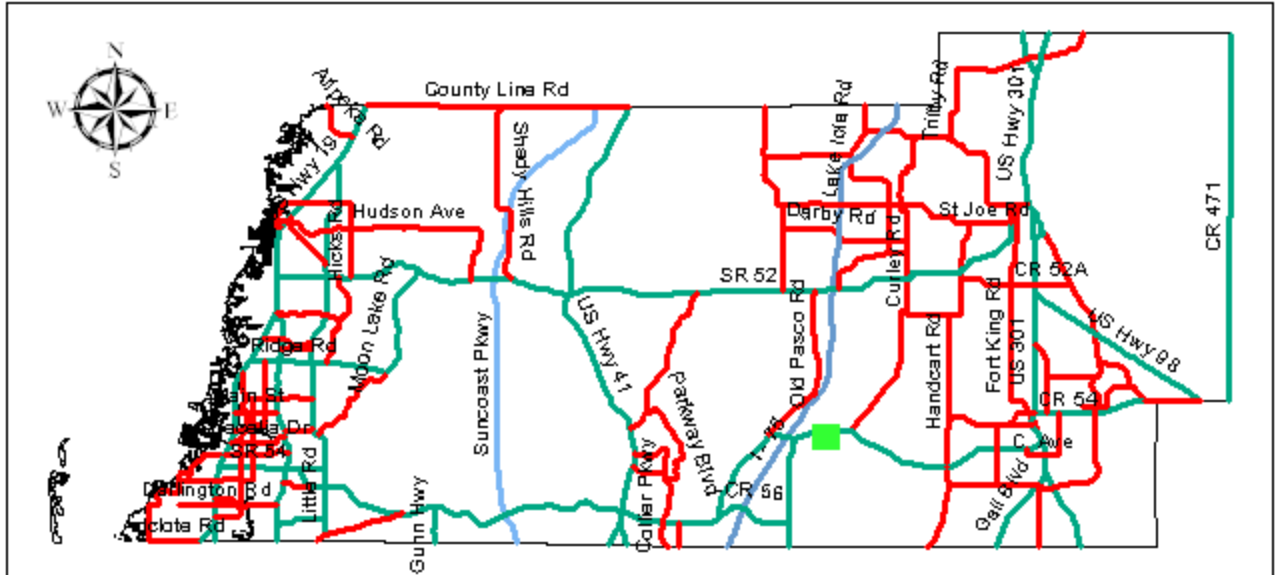 N
W
E
S
Aripeka Rd
County Line Rd
Hwy 19
Shady Hills Rd
Lake Iola Rd
Trilby Rd
US Hwy 301
CR 471
Hudson Ave
Hicks Rd
Darby Rd
St Joe Rd
Curley Rd
SR 52
CR 52A
Moon Lake Rd
Suncoast Pkwy
US Hwy 41
Old Pasco Rd
Handcart Rd
Fort King Rd
US 301
US Hwy 98
Ridge Rd
Main St
SR 54
Parkway Blvd
I-75
CR 54
C Ave
Little Rd
Darlington Rd
Rd
Gunn Hwy
Collier Pkwy
CR 56
Gall Blvd